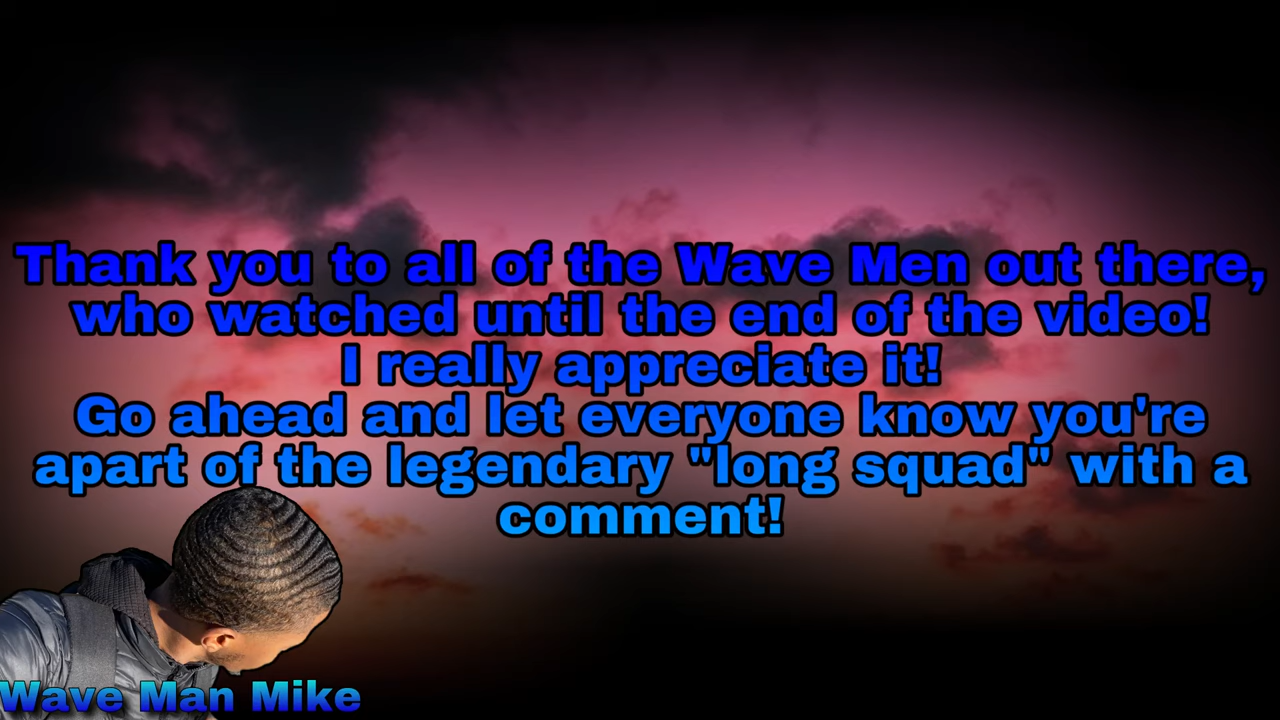 Thank you to all of the Wave Men out there,
who watched until the end of the video!
I really appreciate it!
Go ahead and let everyone know you're
apart of the legendary "long squad" with a
comment!
Wave Man Mike